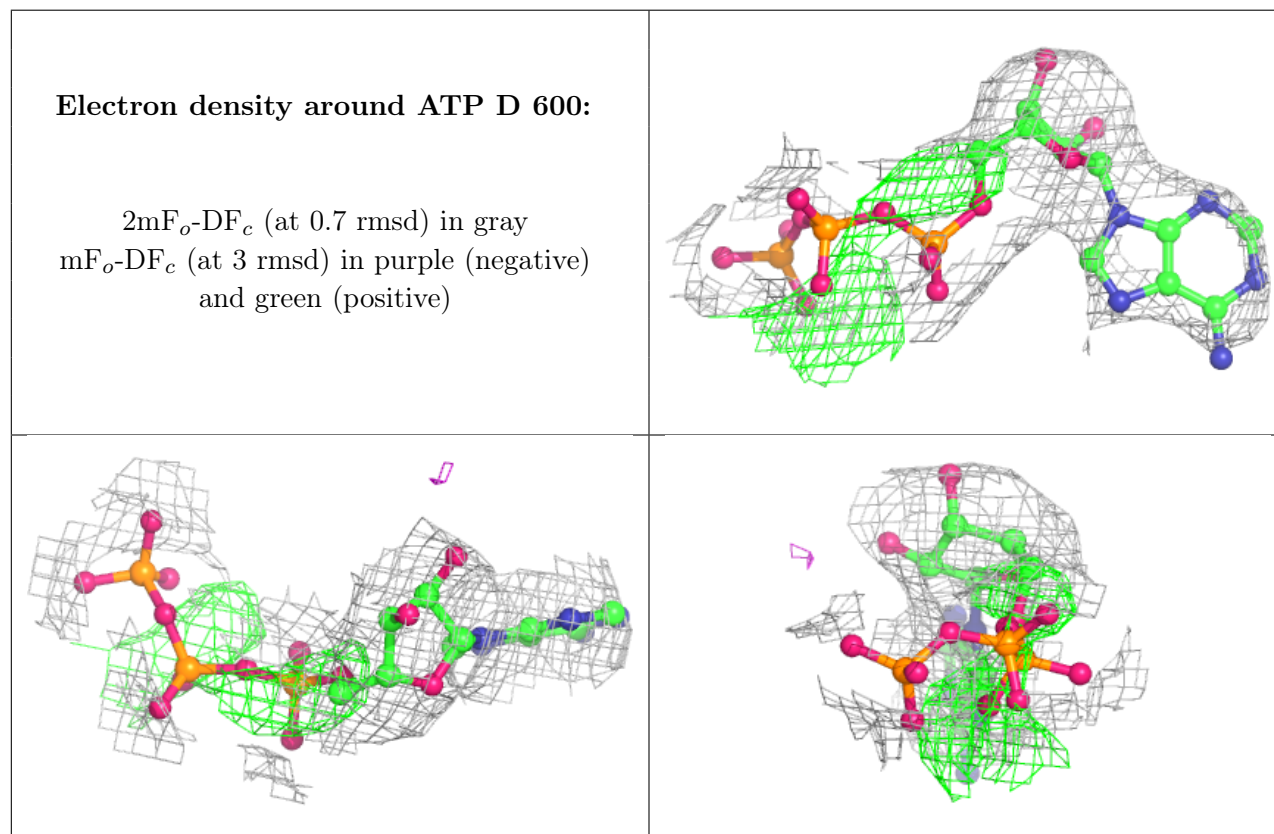 Electron density around ATP D 600:
2mFo-DFc (at 0.7 rmsd) in gray
mFo-DFc (at 3 rmsd) in purple (negative)
and green (positive)